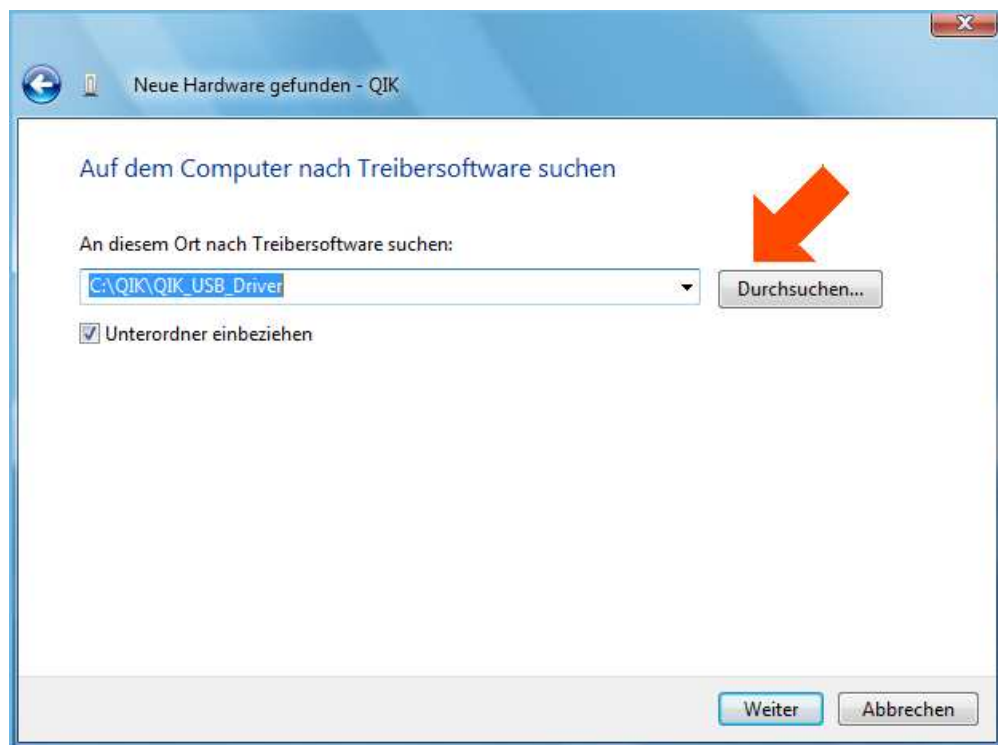 Neue Hardware gefunden - QIK
Auf dem Computer nach Treibersoftware suchen
An diesem Ort nach Treibersoftware suchen:
C:\QIK\QIK_USB_Driver
Durchsuchen...
Unterordner einbeziehen
Weiter
Abbrechen